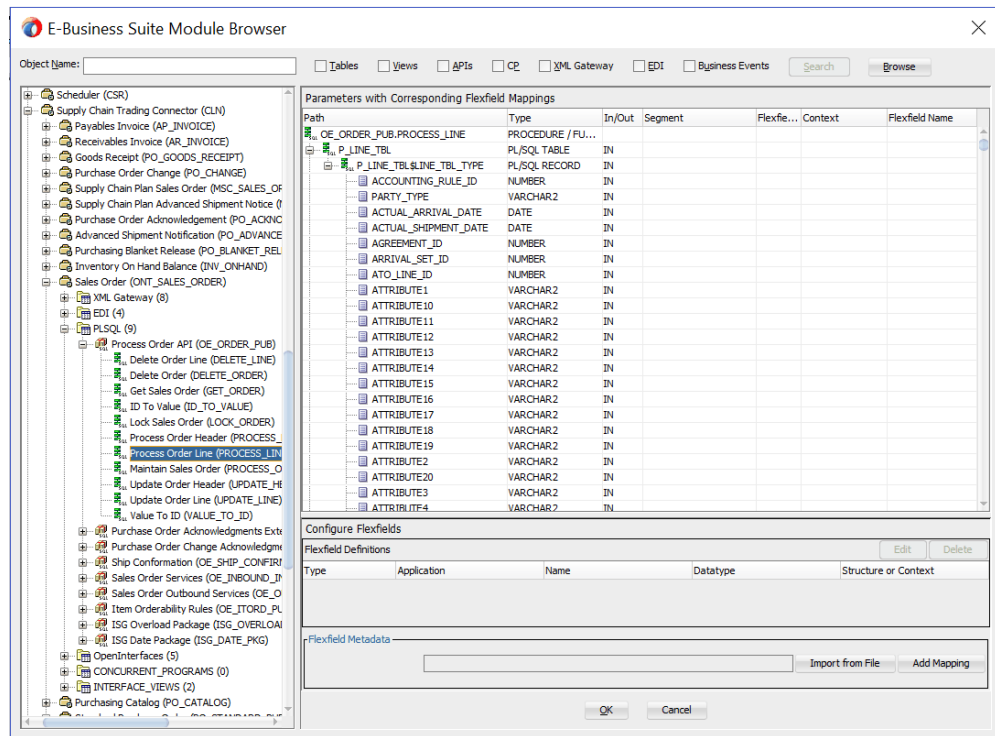 E-Business Suite Module Browser
Object Name: Tables Views APIs CP XML Gateway EDI Business Events Search Browse
Scheduler (CSR)
Supply Chain Trading Connector (CLN)
Payables Invoice (AP_INVOICE)
Receivables Invoice (AR_INVOICE)
Goods Receipt (PO_GOODS_RECEIPT)
Purchase Order Change (PO_CHANGE)
Supply Chain Plan Sales Order (MSC_SALES_OF
Supply Chain Plan Advanced Shipment Notice (
Purchase Order Acknowledgement (PO_ACKNC
Advanced Shipment Notification (PO_ADVANCE
Purchasing Blanket Release (PO_BLANKET_REL
Inventory On Hand Balance (INV_ONHAND)
Sales Order (ONT_SALES_ORDER)
XML Gateway (8)
EDI (4)
PLSQL (9)
Process Order API (OE_ORDER_PUB)
Delete Order Line (DELETE_LINE)
Delete Order (DELETE_ORDER)
Get Sales Order (GET_ORDER)
ID To Value (ID_TO_VALUE)
Lock Sales Order (LOCK_ORDER)
Process Order Header (PROCESS_
Process Order Line (PROCESS_LIN
Maintain Sales Order (PROCESS_O
Update Order Header (UPDATE_HE
Update Order Line (UPDATE_LINE)
Value To ID (VALUE_TO_ID)
Purchase Order Acknowledgments Exte
Purchase Order Change Acknowledgme
Ship Conformation (OE_SHIP_CONFIRM
Sales Order Services (OE_INBOUND_IN
Sales Order Outbound Services (OE_O
Item Orderability Rules (OE_ITORD_PU
ISG Overload Package (ISG_OVERLOAD
ISG Date Package (ISG_DATE_PKG)
OpenInterfaces (5)
CONCURRENT_PROGRAMS (0)
INTERFACE_VIEWS (2)
Purchasing Catalog (PO_CATALOG)
Parameters with Corresponding Flexfield Mappings
Path Type In/Out Segment Flexfie... Context Flexfield Name
OE_ORDER_PUB.PROCESS_LINE PROCEDURE / FU...
P_LINE_TBL PL/SQL TABLE IN
P_LINE_TBL$LINE_TBL_TYPE PL/SQL RECORD IN
ACCOUNTING_RULE_ID NUMBER IN
PARTY_TYPE VARCHAR2 IN
ACTUAL_ARRIVAL_DATE DATE IN
ACTUAL_SHIPMENT_DATE DATE IN
AGREEMENT_ID NUMBER IN
ARRIVAL_SET_ID NUMBER IN
ATO_LINE_ID NUMBER IN
ATTRIBUTE1 VARCHAR2 IN
ATTRIBUTE10 VARCHAR2 IN
ATTRIBUTE11 VARCHAR2 IN
ATTRIBUTE12 VARCHAR2 IN
ATTRIBUTE13 VARCHAR2 IN
ATTRIBUTE14 VARCHAR2 IN
ATTRIBUTE15 VARCHAR2 IN
ATTRIBUTE16 VARCHAR2 IN
ATTRIBUTE17 VARCHAR2 IN
ATTRIBUTE18 VARCHAR2 IN
ATTRIBUTE19 VARCHAR2 IN
ATTRIBUTE2 VARCHAR2 IN
ATTRIBUTE20 VARCHAR2 IN
ATTRIBUTE3 VARCHAR2 IN
ATTRIBUTE4 VARCHAR2 IN
Configure Flexfields
Flexfield Definitions Edit Delete
Type Application Name Datatype Structure or Context
Flexfield Metadata
Import from File Add Mapping
OK Cancel